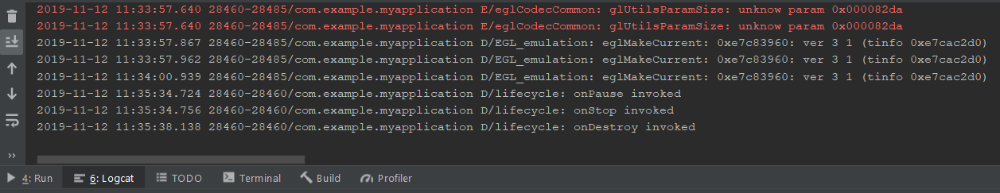 2019-11-12 11:33:57.640 28460-28485/com.example.myapplication E/eglCodecCommon: glUtilsParamSize: unknow param 0x000082da
2019-11-12 11:33:57.640 28460-28485/com.example.myapplication E/eglCodecCommon: glUtilsParamSize: unknow param 0x000082da
2019-11-12 11:33:57.867 28460-28485/com.example.myapplication D/EGL_emulation: eglMakeCurrent: 0xe7c83960: ver 3 1 (tinfo 0xe7cac2d0)
2019-11-12 11:33:57.962 28460-28485/com.example.myapplication D/EGL_emulation: eglMakeCurrent: 0xe7c83960: ver 3 1 (tinfo 0xe7cac2d0)
2019-11-12 11:34:00.939 28460-28485/com.example.myapplication D/EGL_emulation: eglMakeCurrent: 0xe7c83960: ver 3 1 (tinfo 0xe7cac2d0)
2019-11-12 11:35:34.724 28460-28460/com.example.myapplication D/lifecycle: onPause invoked
2019-11-12 11:35:34.756 28460-28460/com.example.myapplication D/lifecycle: onStop invoked
2019-11-12 11:35:38.138 28460-28460/com.example.myapplication D/lifecycle: onDestroy invoked
4: Run 6: Logcat TODO Terminal Build Profiler